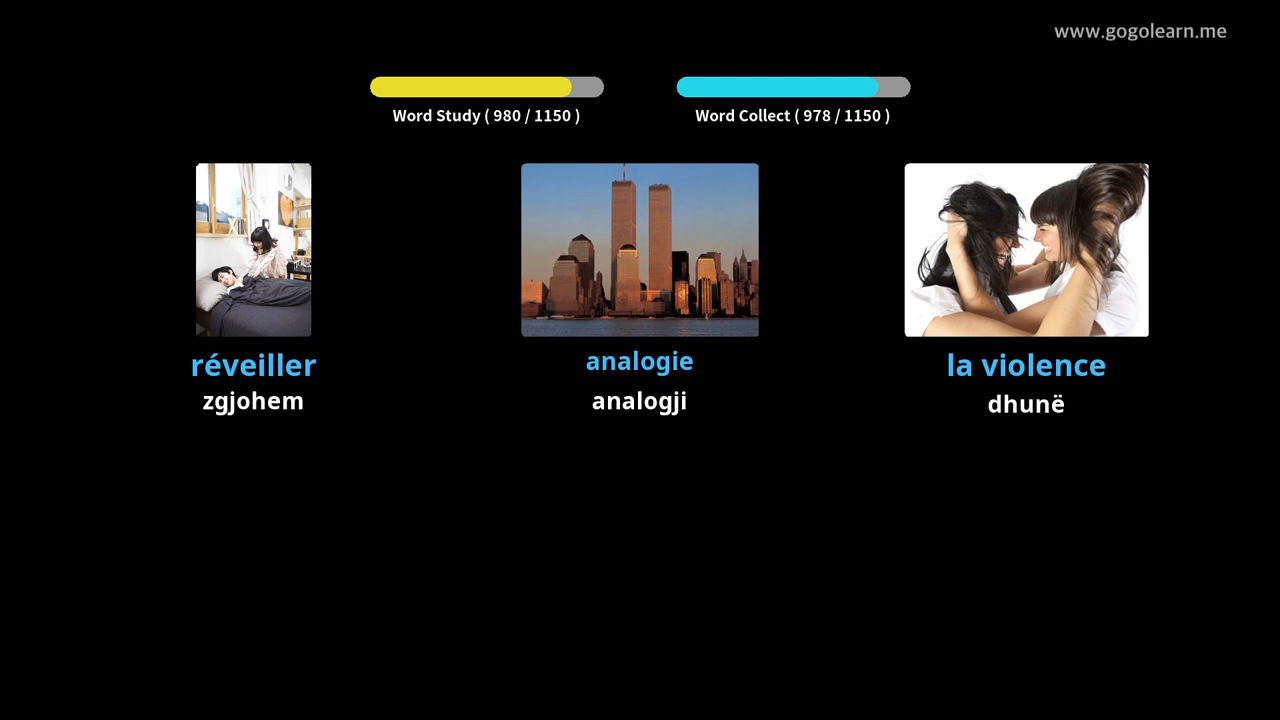 www.gogolearn.me
Word Study ( 980 / 1150 )
Word Collect ( 978 / 1150 )
réveiller
zgjohem
analogie
analogji
la violence
dhunë